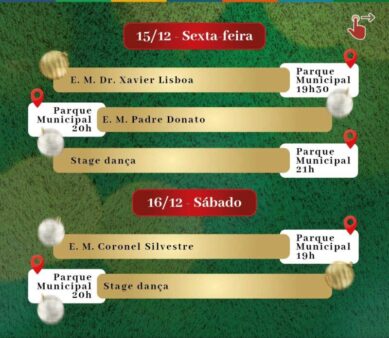 15/12 - Sexta-feira
E. M. Dr. Xavier Lisboa
Parque
Municipal
19h30
Parque
Municipal
20h
E. M. Padre Donato
Stage dança
Parque
Municipal
21h
16/12 - Sábado
E. M. Coronel Silvestre
Parque
Municipal
19h
Parque
Municipal
20h
Stage dança